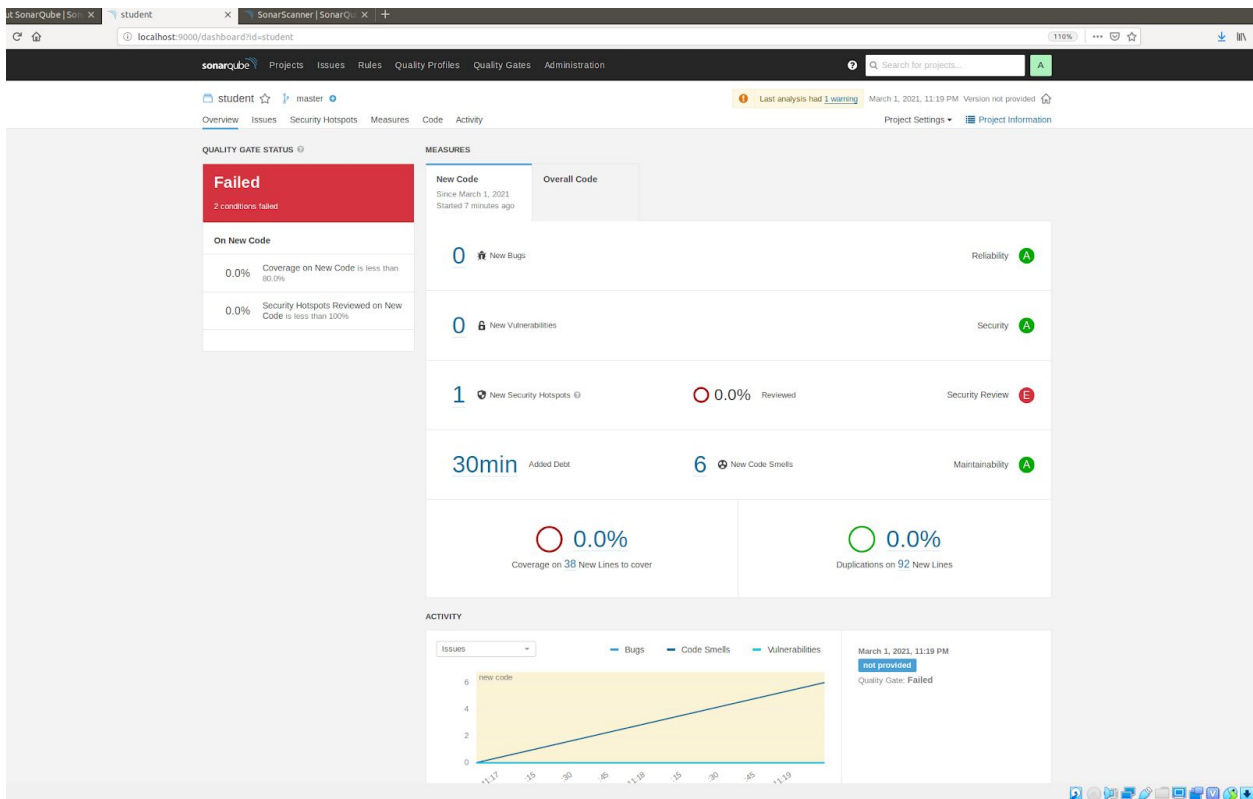 ut SonarQube | Son
student
SonarScanner | SonarQu
localhost:9000/dashboard?id=student
110%
sonarqube Projects Issues Rules Quality Profiles Quality Gates Administration
Search for projects...
A
student master
Last analysis had 1 warning March 1, 2021, 11:19 PM Version not provided
Overview Issues Security Hotspots Measures Code Activity
Project Settings Project Information
QUALITY GATE STATUS
Failed
2 conditions failed
On New Code
0.0% Coverage on New Code is less than
80.0%
0.0% Security Hotspots Reviewed on New
Code is less than 100%
MEASURES
New Code
Since March 1, 2021
Started 7 minutes ago
Overall Code
0 New Bugs
Reliability A
0 New Vulnerabilities
Security A
1 New Security Hotspots
0.0% Reviewed
Security Review E
30min Added Debt
6 New Code Smells
Maintainability A
0.0%
Coverage on 38 New Lines to cover
0.0%
Duplications on 92 New Lines
ACTIVITY
Issues
Bugs Code Smells Vulnerabilities
new code
6
4
2
0
11:17 :15 :30 :45 11:18 :15 :30 :45 11:19
March 1, 2021, 11:19 PM
not provided
Quality Gate: Failed